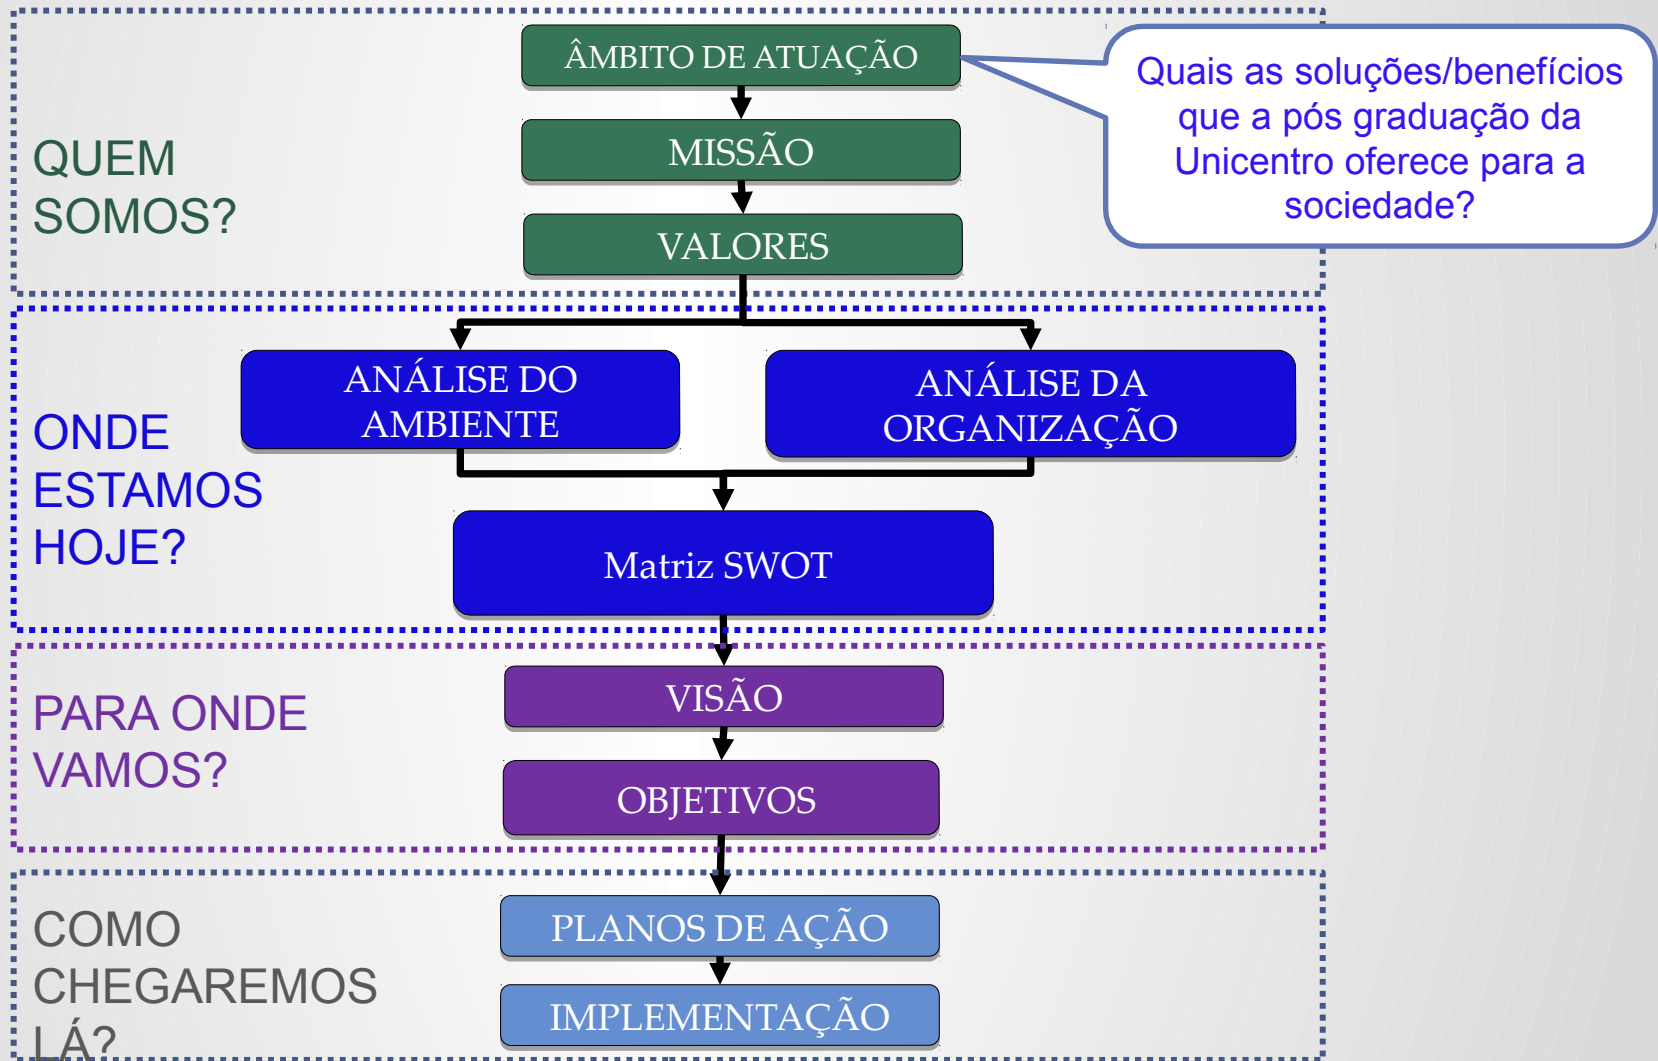 ÂMBITO DE ATUAÇÃO
Quais as soluções/benefícios
que a pós graduação da
Unicentro oferece para a
sociedade?
QUEM
SOMOS?
MISSÃO
VALORES
ONDE
ESTAMOS
HOJE?
ANÁLISE DO
AMBIENTE
ANÁLISE DA
ORGANIZAÇÃO
Matriz SWOT
PARA ONDE
VAMOS?
VISÃO
OBJETIVOS
COMO
CHEGAREMOS
LÁ?
PLANOS DE AÇÃO
IMPLEMENTAÇÃO